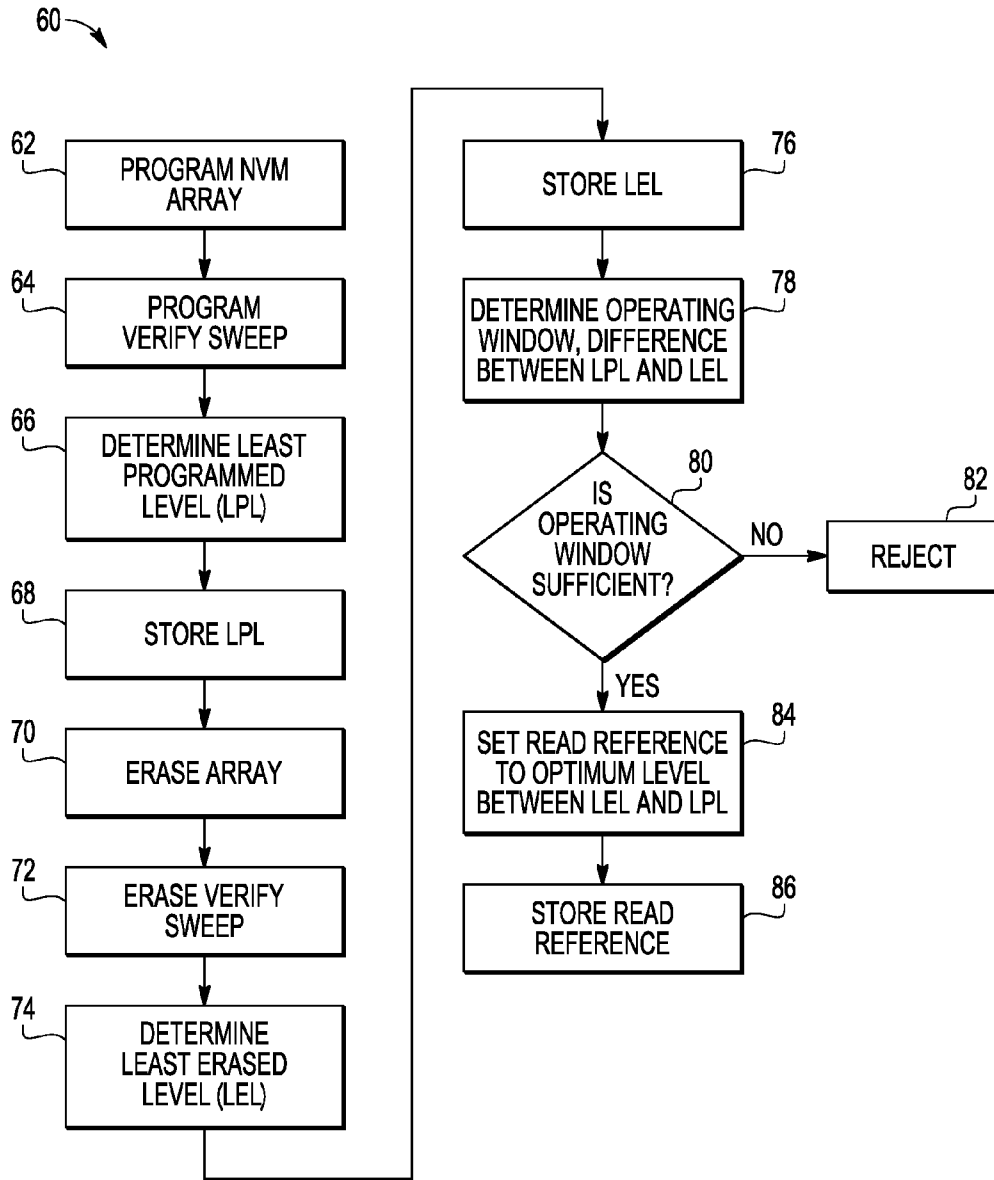 60
62
PROGRAM NVM
ARRAY
64
PROGRAM
VERIFY SWEEP
66
DETERMINE LEAST
PROGRAMMED
LEVEL (LPL)
68
STORE LPL
70
ERASE ARRAY
72
ERASE VERIFY
SWEEP
74
DETERMINE
LEAST ERASED
LEVEL (LEL)
76
STORE LEL
78
DETERMINE OPERATING
WINDOW, DIFFERENCE
BETWEEN LPL AND LEL
80
IS
OPERATING
WINDOW
SUFFICIENT?
NO
82
REJECT
YES
84
SET READ REFERENCE
TO OPTIMUM LEVEL
BETWEEN LEL AND LPL
86
STORE READ
REFERENCE